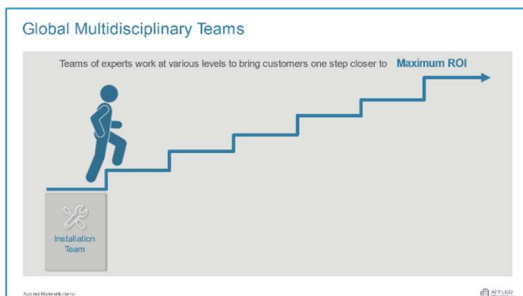 Global Multidisciplinary Teams
Teams of experts work at various levels to bring customers one step closer to Maximum ROI
Installation
Team
APPLIED